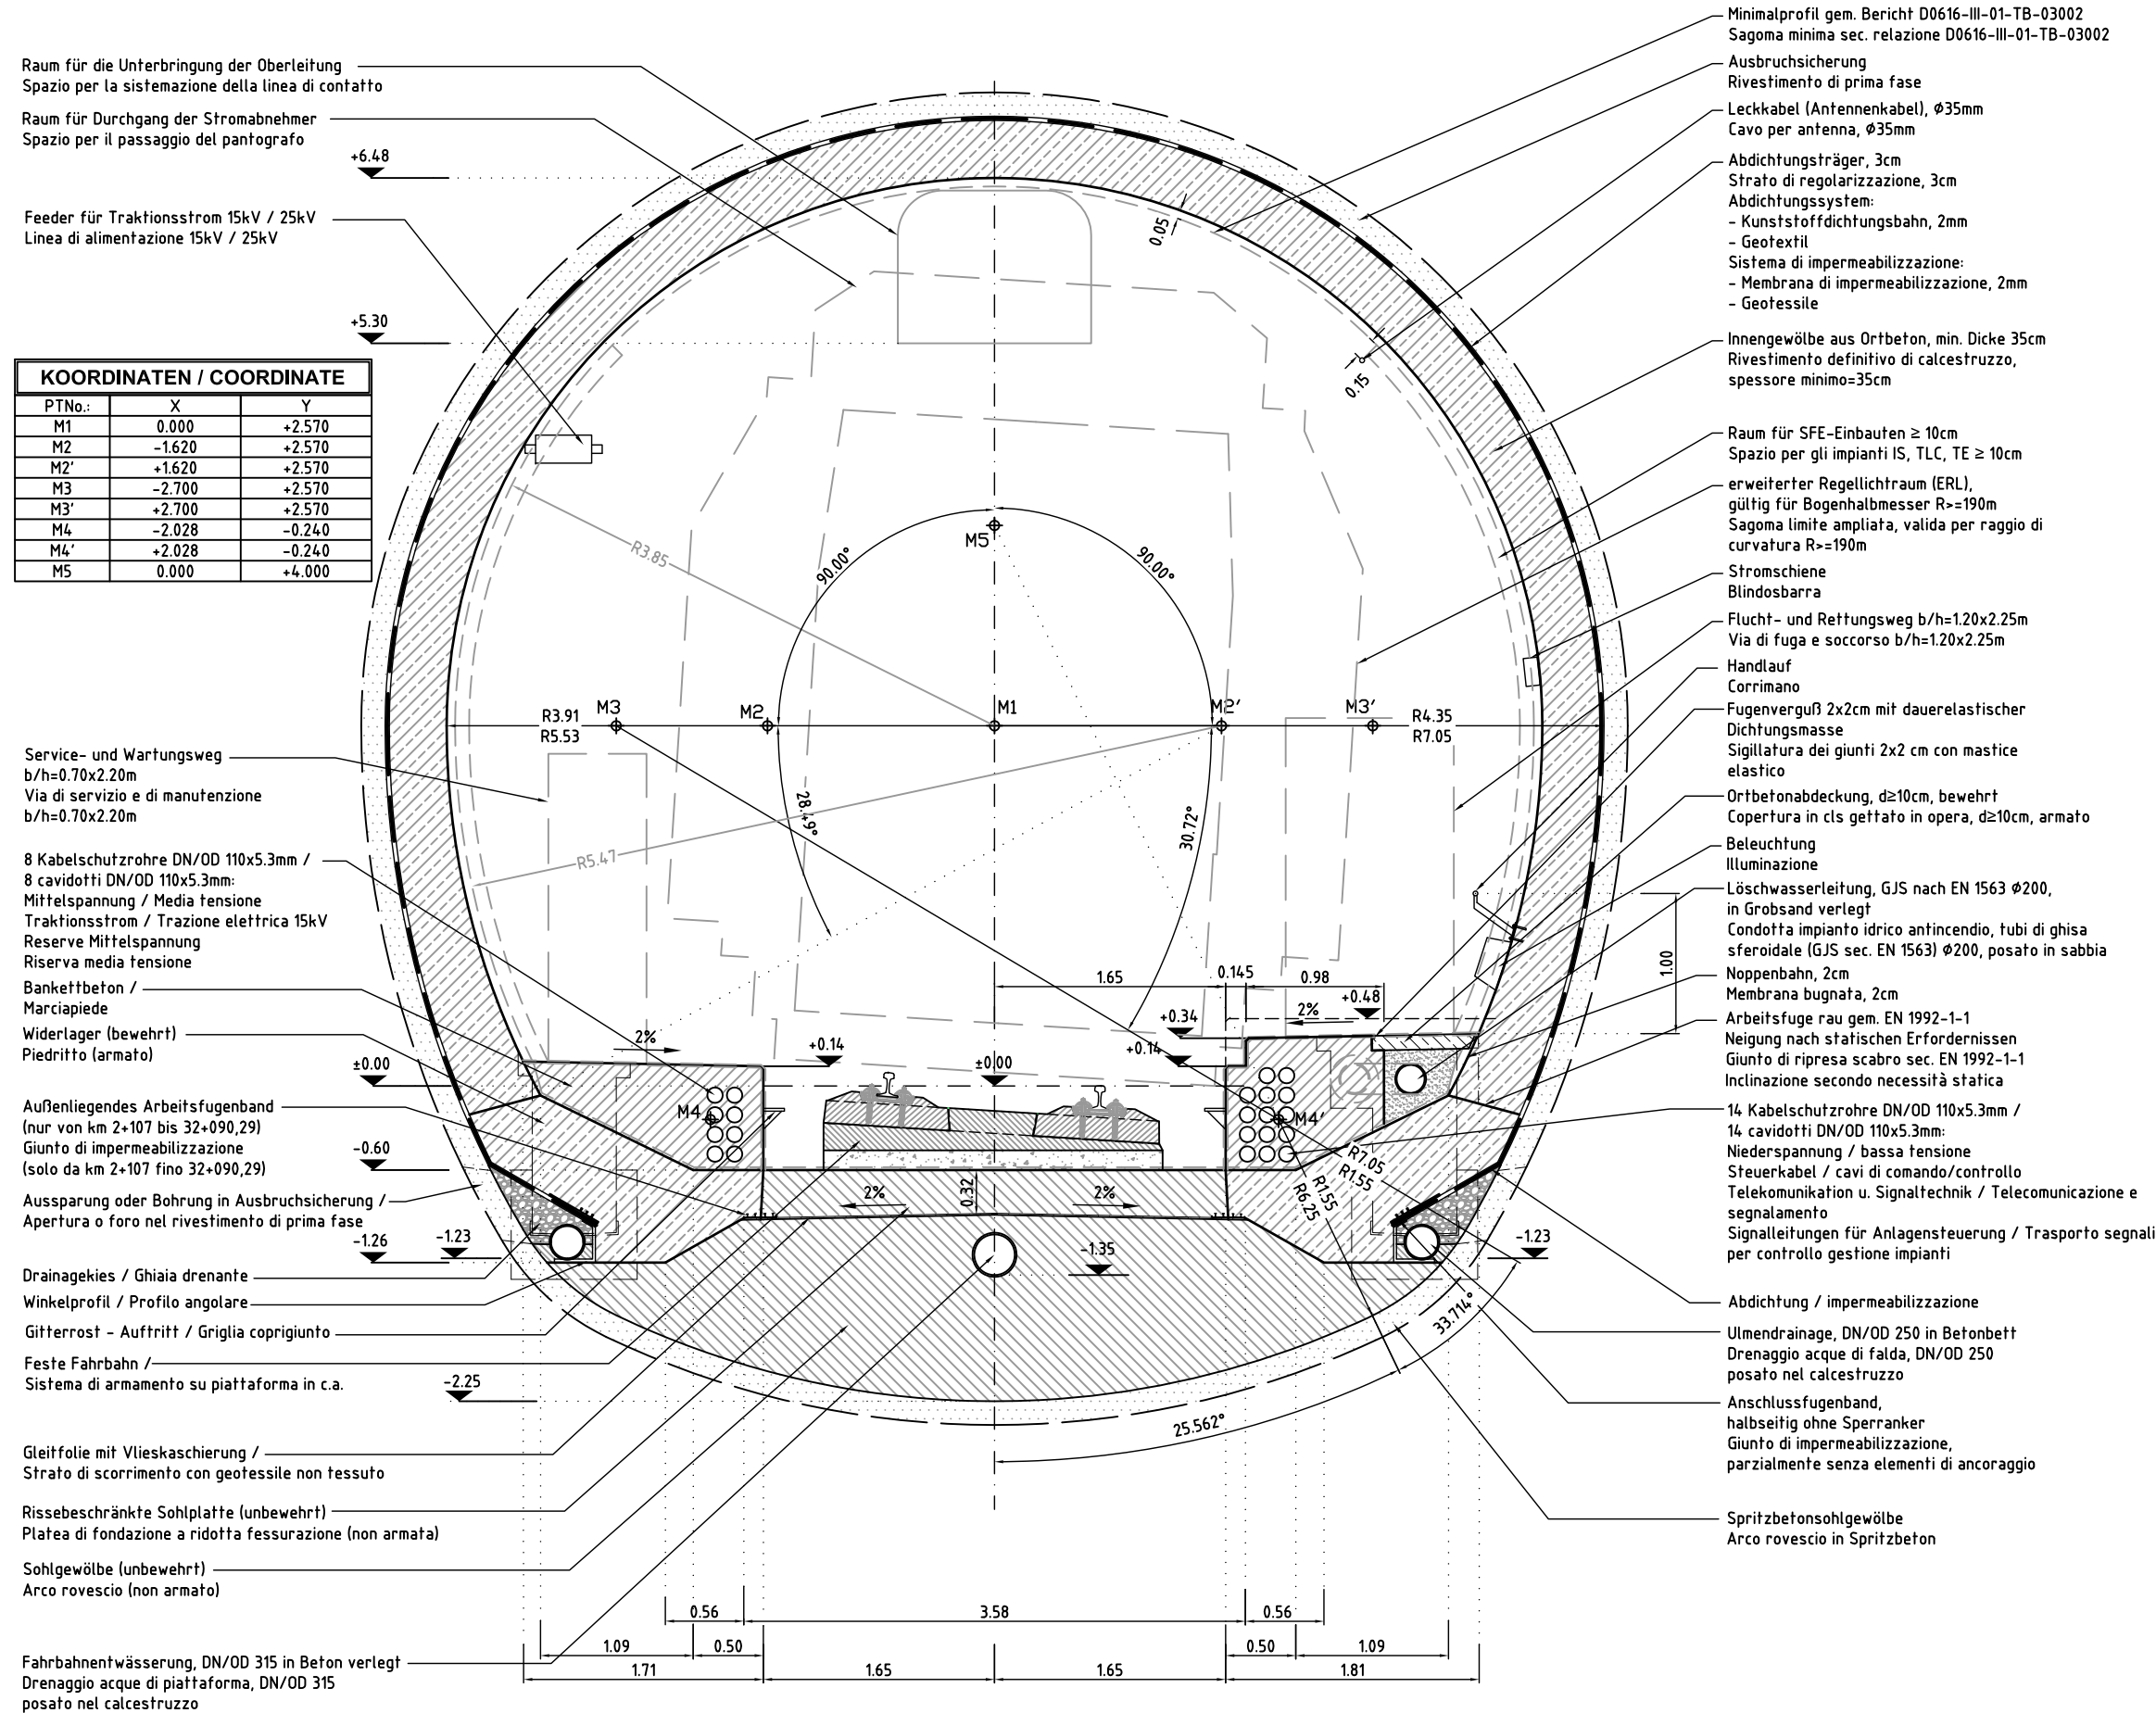 Raum für die Unterbringung der Oberleitung
Spazio per la sistemazione della linea di contatto
Raum für Durchgang der Stromabnehmer
Spazio per il passaggio del pantografo
+6.48
Feeder für Traktionsstrom 15kV / 25kV
Linea di alimentazione 15kV / 25kV
+5.30
KOORDINATEN / COORDINATE
PTNo.: X Y
M1 0.000 +2.570
M2 -1.620 +2.570
M2' +1.620 +2.570
M3 -2.700 +2.570
M3' +2.700 +2.570
M4 -2.028 -0.240
M4' +2.028 -0.240
M5 0.000 +4.000
Service- und Wartungsweg
b/h=0.70x2.20m
Via di servizio e di manutenzione
b/h=0.70x2.20m
8 Kabelschutzrohre DN/OD 110x5.3mm /
8 cavidotti DN/OD 110x5.3mm:
Mittelspannung / Media tensione
Traktionsstrom / Trazione elettrica 15kV
Reserve Mittelspannung
Riserva media tensione
Bankettbeton /
Marciapiede
Widerlager (bewehrt)
Piedritto (armato)
±0.00
Außenliegendes Arbeitsfugenband
(nur von km 2+107 bis 32+090,29)
Giunto di impermeabilizzazione
(solo da km 2+107 fino 32+090,29)
-0.60
Aussparung oder Bohrung in Ausbruchsicherung /
Apertura o foro nel rivestimento di prima fase
-1.26
-1.23
Drainagekies / Ghiaia drenante
Winkelprofil / Profilo angolare
Gitterrost - Auftritt / Griglia coprigiunto
Feste Fahrbahn /
Sistema di armamento su piattaforma in c.a.
-2.25
Gleitfolie mit Vlieskaschierung /
Strato di scorrimento con geotessile non tessuto
Rissebeschränkte Sohlplatte (unbewehrt)
Platea di fondazione a ridotta fessurazione (non armata)
Sohlgewölbe (unbewehrt)
Arco rovescio (non armato)
Fahrbahnentwässerung, DN/OD 315 in Beton verlegt
Drenaggio acque di piattaforma, DN/OD 315
posato nel calcestruzzo
0.05
0.15
M5
90.00°
90.00°
R3.85
M3
M2
M1
M2'
M3'
R3.91
R5.53
R4.35
R7.05
28.49°
30.72°
R5.47
1.65
0.145
0.98
1.00
2%
2%
+0.48
+0.34
+0.14
+0.14
±0.00
M4
M4'
R7.05
R1.55
R1.55
R6.25
2%
2%
0.32
-1.35
-1.23
33.714°
25.562°
0.56
3.58
0.56
1.09
0.50
0.50
1.09
1.71
1.65
1.65
1.81
Minimalprofil gem. Bericht D0616-III-01-TB-03002
Sagoma minima sec. relazione D0616-III-01-TB-03002
Ausbruchsicherung
Rivestimento di prima fase
Leckkabel (Antennenkabel), Ø35mm
Cavo per antenna, Ø35mm
Abdichtungsträger, 3cm
Strato di regolarizzazione, 3cm
Abdichtungssystem:
- Kunststoffdichtungsbahn, 2mm
- Geotextil
Sistema di impermeabilizzazione:
- Membrana di impermeabilizzazione, 2mm
- Geotessile
Innengewölbe aus Ortbeton, min. Dicke 35cm
Rivestimento definitivo di calcestruzzo,
spessore minimo=35cm
Raum für SFE-Einbauten ≥ 10cm
Spazio per gli impianti IS, TLC, TE ≥ 10cm
erweiterter Regellichtraum (ERL),
gültig für Bogenhalbmesser R>=190m
Sagoma limite ampliata, valida per raggio di
curvatura R>=190m
Stromschiene
Blindosbarra
Flucht- und Rettungsweg b/h=1.20x2.25m
Via di fuga e soccorso b/h=1.20x2.25m
Handlauf
Corrimano
Fugenverguß 2x2cm mit dauerelastischer
Dichtungsmasse
Sigillatura dei giunti 2x2 cm con mastice
elastico
Ortbetonabdeckung, d≥10cm, bewehrt
Copertura in cls gettato in opera, d≥10cm, armato
Beleuchtung
Illuminazione
Löschwasserleitung, GJS nach EN 1563 Ø200,
in Grobsand verlegt
Condotta impianto idrico antincendio, tubi di ghisa
sferoidale (GJS sec. EN 1563) Ø200, posato in sabbia
Noppenbahn, 2cm
Membrana bugnata, 2cm
Arbeitsfuge rau gem. EN 1992-1-1
Neigung nach statischen Erfordernissen
Giunto di ripresa scabro sec. EN 1992-1-1
Inclinazione secondo necessità statica
14 Kabelschutzrohre DN/OD 110x5.3mm /
14 cavidotti DN/OD 110x5.3mm:
Niederspannung / bassa tensione
Steuerkabel / cavi di comando/controllo
Telekomunikation u. Signaltechnik / Telecomunicazione e
segnalamento
Signalleitungen für Anlagensteuerung / Trasporto segnali
per controllo gestione impianti
Abdichtung / impermeabilizzazione
Ulmendrainage, DN/OD 250 in Betonbett
Drenaggio acque di falda, DN/OD 250
posato nel calcestruzzo
Anschlussfugenband,
halbseitig ohne Sperranker
Giunto di impermeabilizzazione,
parzialmente senza elementi di ancoraggio
Spritzbetonsohlgewölbe
Arco rovescio in Spritzbeton